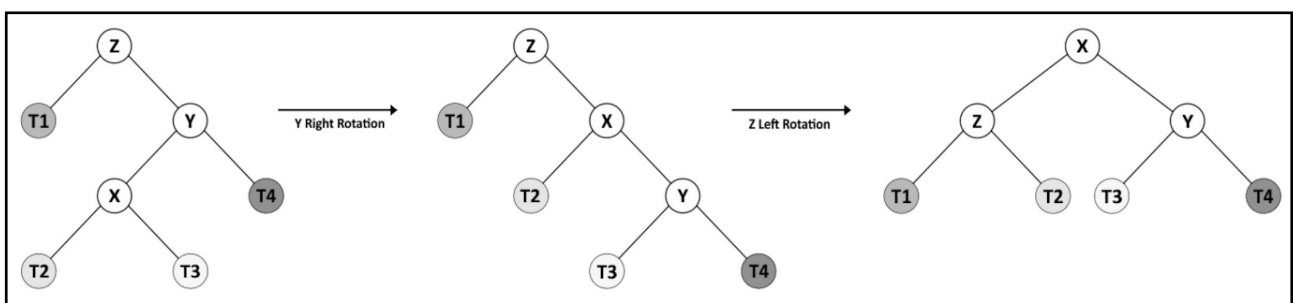 Z
T1
Y
X
T4
T2
T3
Y Right Rotation
Z
T1
X
T2
Y
T3
T4
Z Left Rotation
X
Z
Y
T1
T2
T3
T4